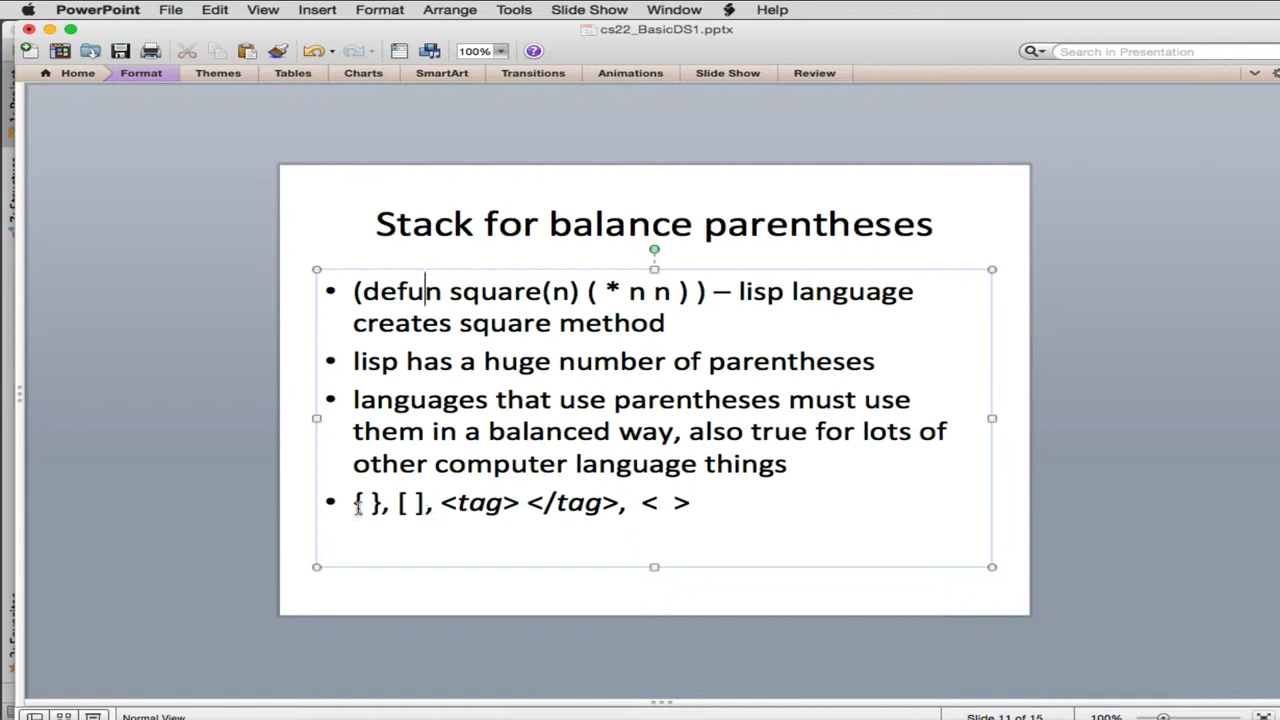 PowerPoint File Edit View Insert Format Arrange Tools Slide Show Window Help
cs22_BasicDS1.pptx
100% Search in Presentation
Home Format Themes Tables Charts SmartArt Transitions Animations Slide Show Review
Stack for balance parentheses
• (defun square(n) ( * n n ) ) – lisp language
creates square method
• lisp has a huge number of parentheses
• languages that use parentheses must use
them in a balanced way, also true for lots of
other computer language things
• { }, [ ], <tag> </tag>, < >
Normal View Slide 11 of 15 100%